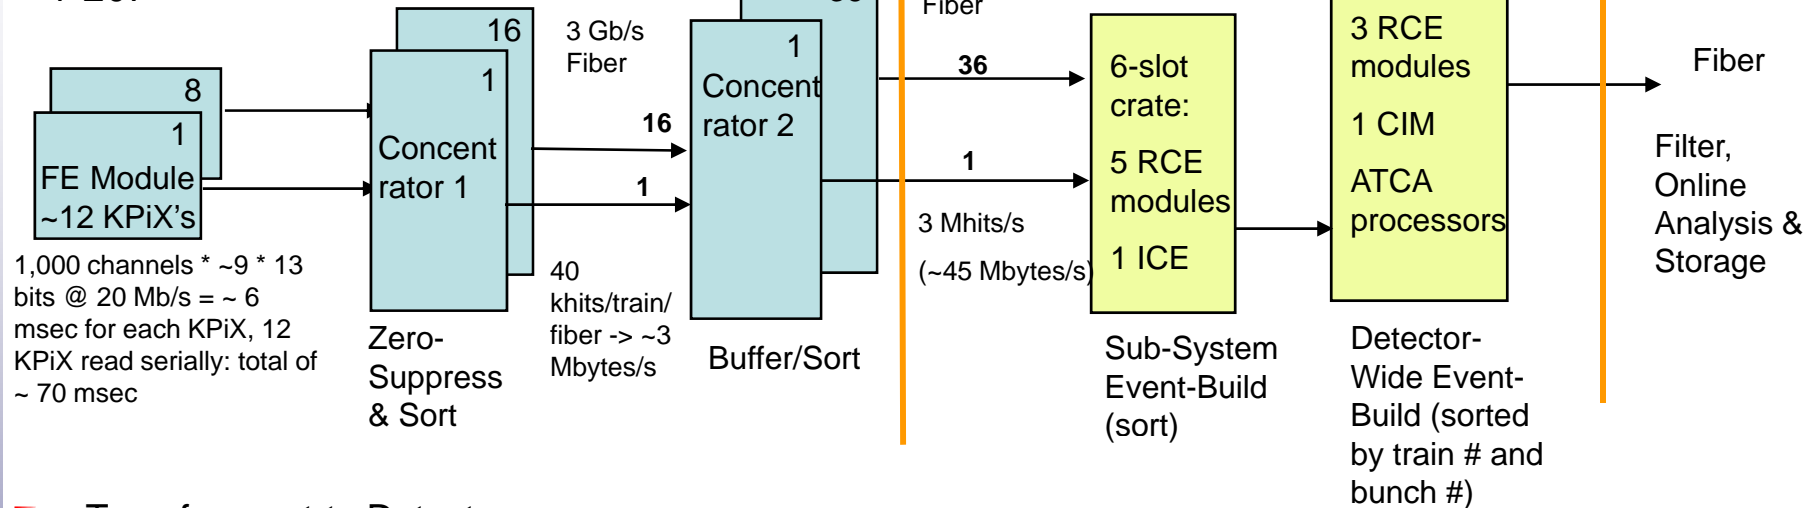 8
1
FE Module
~12 KPiX's
1,000 channels * ~9 * 13
bits @ 20 Mb/s = ~ 6
msec for each KPiX, 12
KPiX read serially: total of
~ 70 msec
16
1
Concent
rator 1
Zero-
Suppress
& Sort
3 Gb/s
Fiber
16
1
40
khits/train/
fiber -> ~3
Mbytes/s
1
Concent
rator 2
Buffer/Sort
Fiber
36
1
3 Mhits/s
(~45 Mbytes/s)
6-slot
crate:
5 RCE
modules
1 ICE
Sub-System
Event-Build
(sort)
3 RCE
modules
1 CIM
ATCA
processors
Detector-
Wide Event-
Build (sorted
by train # and
bunch #)
Fiber
Filter,
Online
Analysis &
Storage